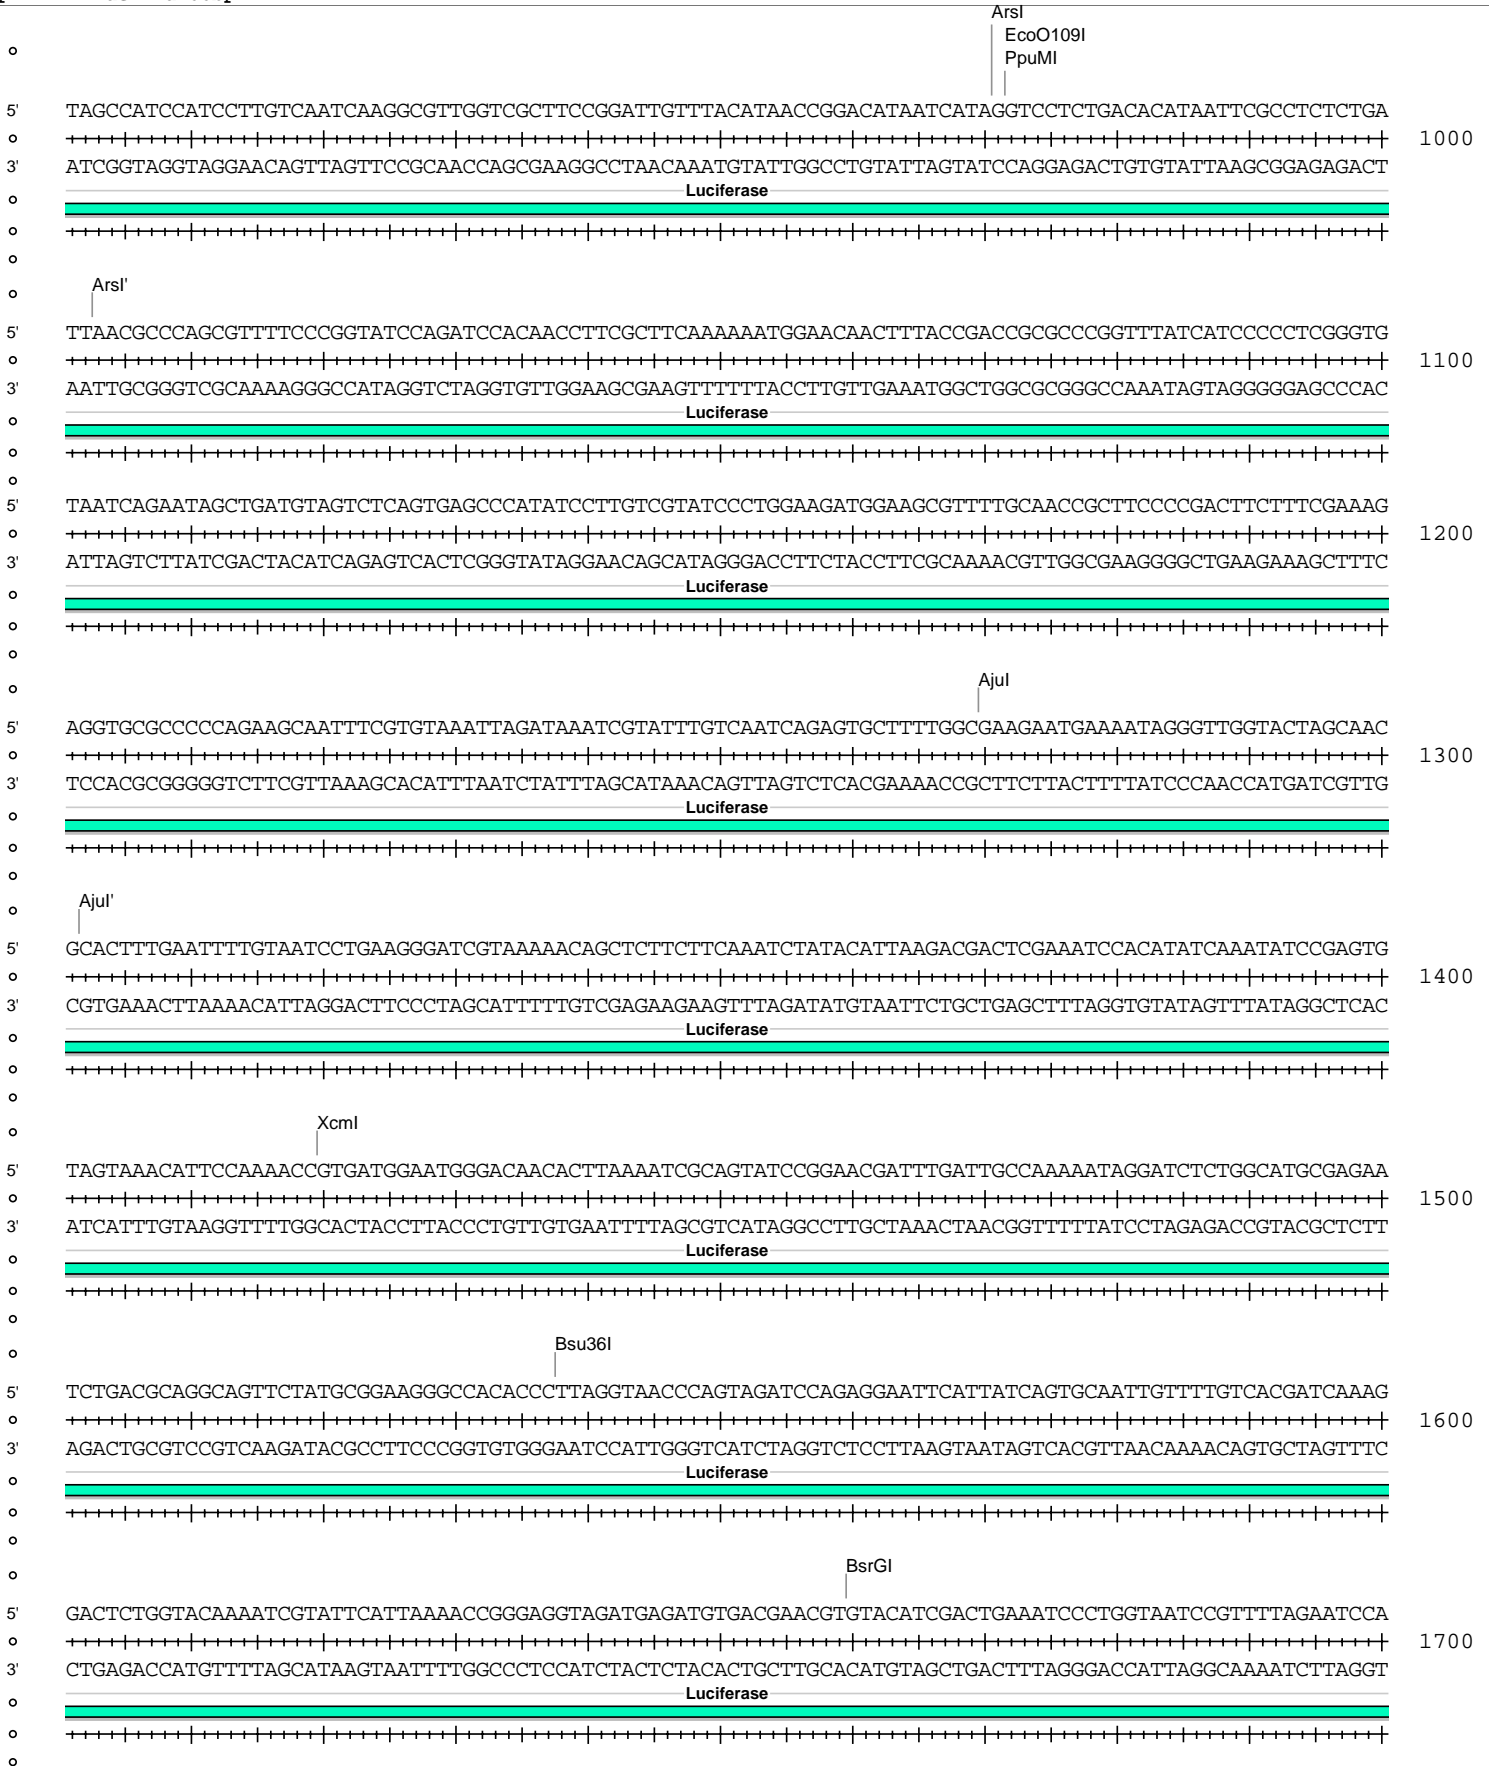 ArsI
EcoO109I
PpuMI
5' TAGCCATCCATCCTTGTCAATCAAGGCGTTGGTCGCTTCCGGATTGTTTACATAACCGGACATAATCATAGGTCCTCTGACACATAATTCGCCTCTCTGA
1000
3' ATCGGTAGGTAGGAACAGTTAGTTCCGCAACCAGCGAAGGCCTAACAAATGTATTGGCCTGTATTAGTATCCAGGAGACTGTGTATTAAGCGGAGAGACT
Luciferase
ArsI'
5' TTAACGCCCAGCGTTTTCCCGGTATCCAGATCCACAACCTTCGCTTCAAAAAATGGAACAACTTTACCGACCGCGCCCGGTTTATCATCCCCCTCGGGTG
1100
3' AATTGCGGGTCGCAAAAGGGCCATAGGTCTAGGTGTTGGAAGCGAAGTTTTTTACCTTGTTGAAATGGCTGGCGCGGGCCAAATAGTAGGGGGAGCCCAC
Luciferase
5' TAATCAGAATAGCTGATGTAGTCTCAGTGAGCCCATATCCTTGTCGTATCCCTGGAAGATGGAAGCGTTTTGCAACCGCTTCCCCGACTTCTTTCGAAAG
1200
3' ATTAGTCTTATCGACTACATCAGAGTCACTCGGGTATAGGAACAGCATAGGGACCTTCTACCTTCGCAAAACGTTGGCGAAGGGGCTGAAGAAAGCTTTC
Luciferase
AjuI
5' AGGTGCGCCCCCAGAAGCAATTTCGTGTAAATTAGATAAATCGTATTTGTCAATCAGAGTGCTTTTGGCGAAGAATGAAAATAGGGTTGGTACTAGCAAC
1300
3' TCCACGCGGGGGTCTTCGTTAAAGCACATTTAATCTATTTAGCATAAACAGTTAGTCTCACGAAAACCGCTTCTTACTTTTATCCCAACCATGATCGTTG
Luciferase
AjuI'
5' GCACTTTGAATTTTGTAATCCTGAAGGGATCGTAAAAACAGCTCTTCTTCAAATCTATACATTAAGACGACTCGAAATCCACATATCAAATATCCGAGTG
1400
3' CGTGAAACTTAAAACATTAGGACTTCCCTAGCATTTTTGTCGAGAAGAAGTTTAGATATGTAATTCTGCTGAGCTTTAGGTGTATAGTTTATAGGCTCAC
Luciferase
XcmI
5' TAGTAAACATTCCAAAACCGTGATGGAATGGGACAACACTTAAAATCGCAGTATCCGGAACGATTTGATTGCCAAAAATAGGATCTCTGGCATGCGAGAA
1500
3' ATCATTTGTAAGGTTTTGGCACTACCTTACCCTGTTGTGAATTTTAGCGTCATAGGCCTTGCTAAACTAACGGTTTTTATCCTAGAGACCGTACGCTCTT
Luciferase
Bsu36I
5' TCTGACGCAGGCAGTTCTATGCGGAAGGGCCACACCCTTAGGTAACCCAGTAGATCCAGAGGAATTCATTATCAGTGCAATTGTTTTGTCACGATCAAAG
1600
3' AGACTGCGTCCGTCAAGATACGCCTTCCCGGTGTGGGAATCCATTGGGTCATCTAGGTCTCCTTAAGTAATAGTCACGTTAACAAAACAGTGCTAGTTTC
Luciferase
BsrGI
5' GACTCTGGTACAAAATCGTATTCATTAAAACCGGGAGGTAGATGAGATGTGACGAACGTGTACATCGACTGAAATCCCTGGTAATCCGTTTTAGAATCCA
1700
3' CTGAGACCATGTTTTAGCATAAGTAATTTTGGCCCTCCATCTACTCTACACTGCTTGCACATGTAGCTGACTTTAGGGACCATTAGGCAAAATCTTAGGT
Luciferase